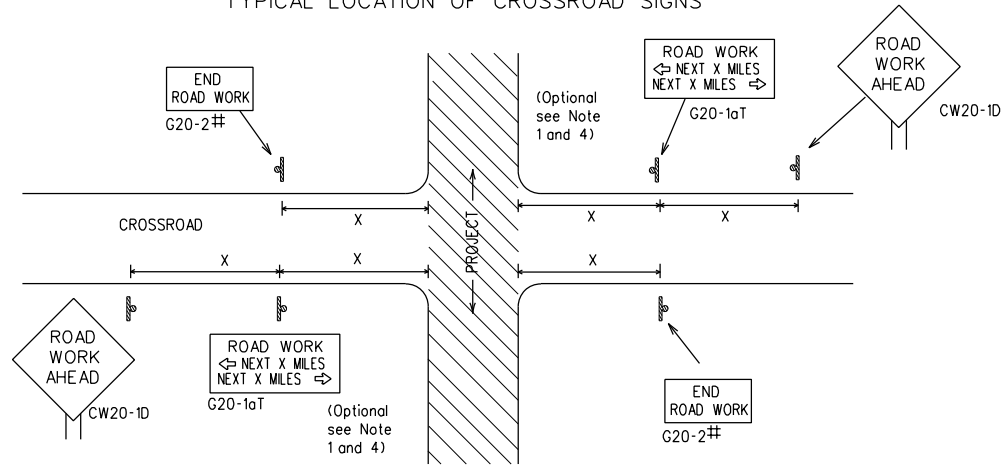 TYPICAL LOCATION OF CROSSROAD SIGNS
END
ROAD WORK
G20-2#
(Optional
see Note
1 and 4)
ROAD WORK
⇦ NEXT X MILES
NEXT X MILES ⇨
G20-1aT
ROAD
WORK
AHEAD
CW20-1D
CROSSROAD
X
X
X
X
X
X
PROJECT
ROAD
WORK
AHEAD
CW20-1D
ROAD WORK
⇦ NEXT X MILES
NEXT X MILES ⇨
G20-1aT
(Optional
see Note
1 and 4)
END
ROAD WORK
G20-2#